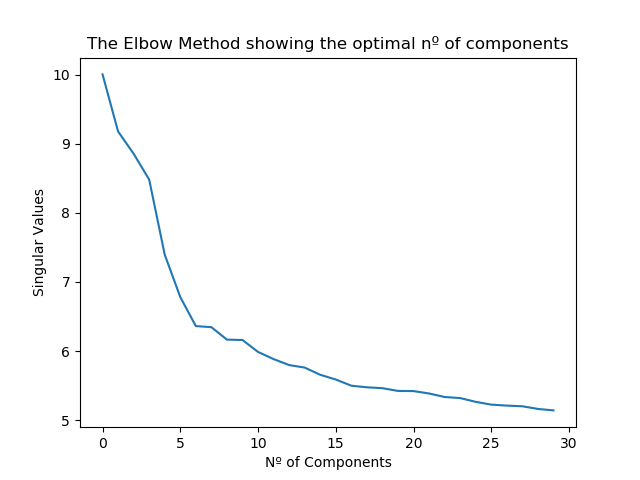 The Elbow Method showing the optimal nº of components
10
9
8
7
6
5
Singular Values
0 5 10 15 20 25 30
Nº of Components